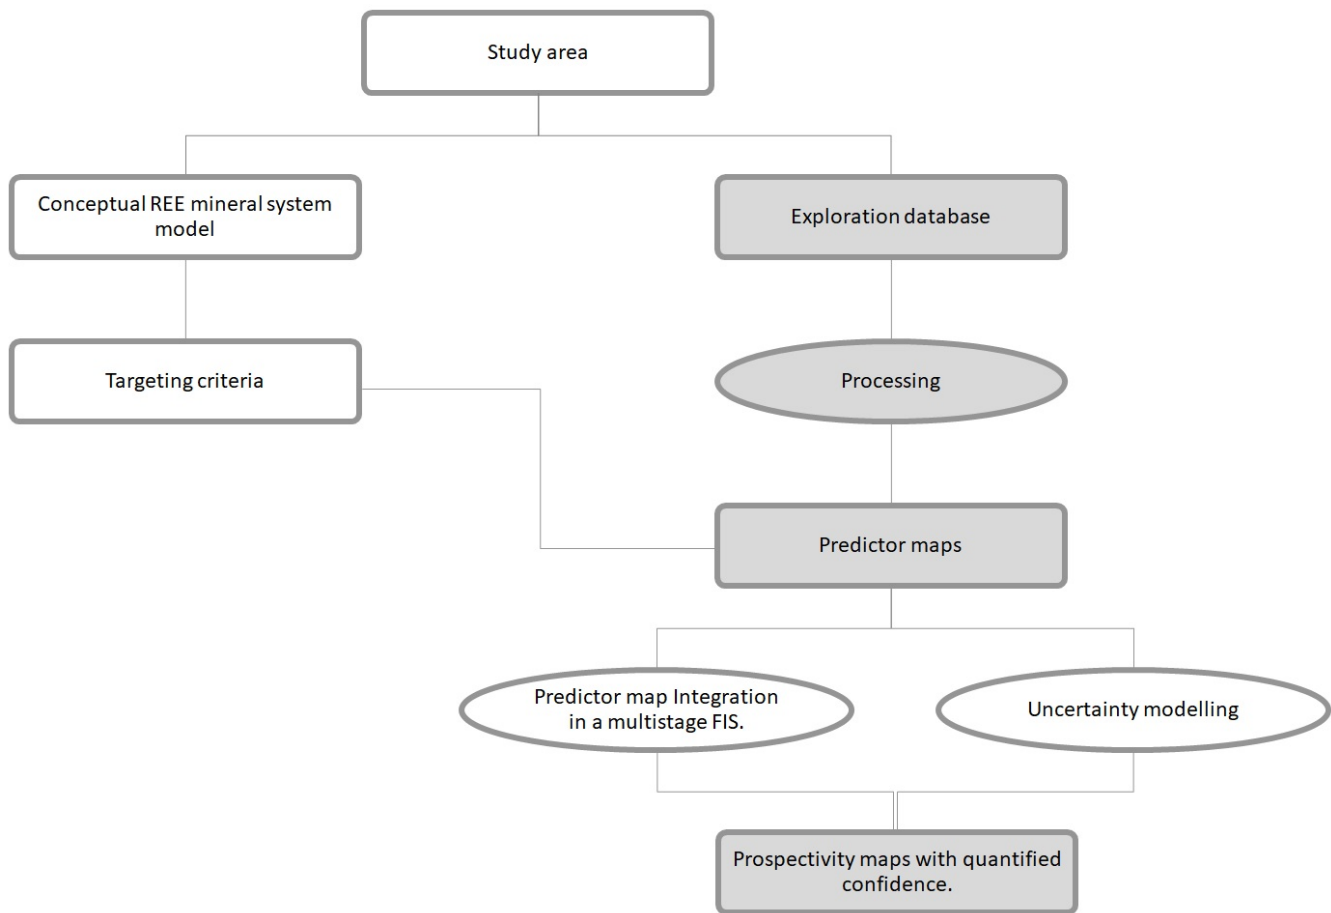 Study area
Conceptual REE mineral system
model
Exploration database
Targeting criteria
Processing
Predictor maps
Predictor map Integration
in a multistage FIS.
Uncertainty modelling
Prospectivity maps with quantified
confidence.